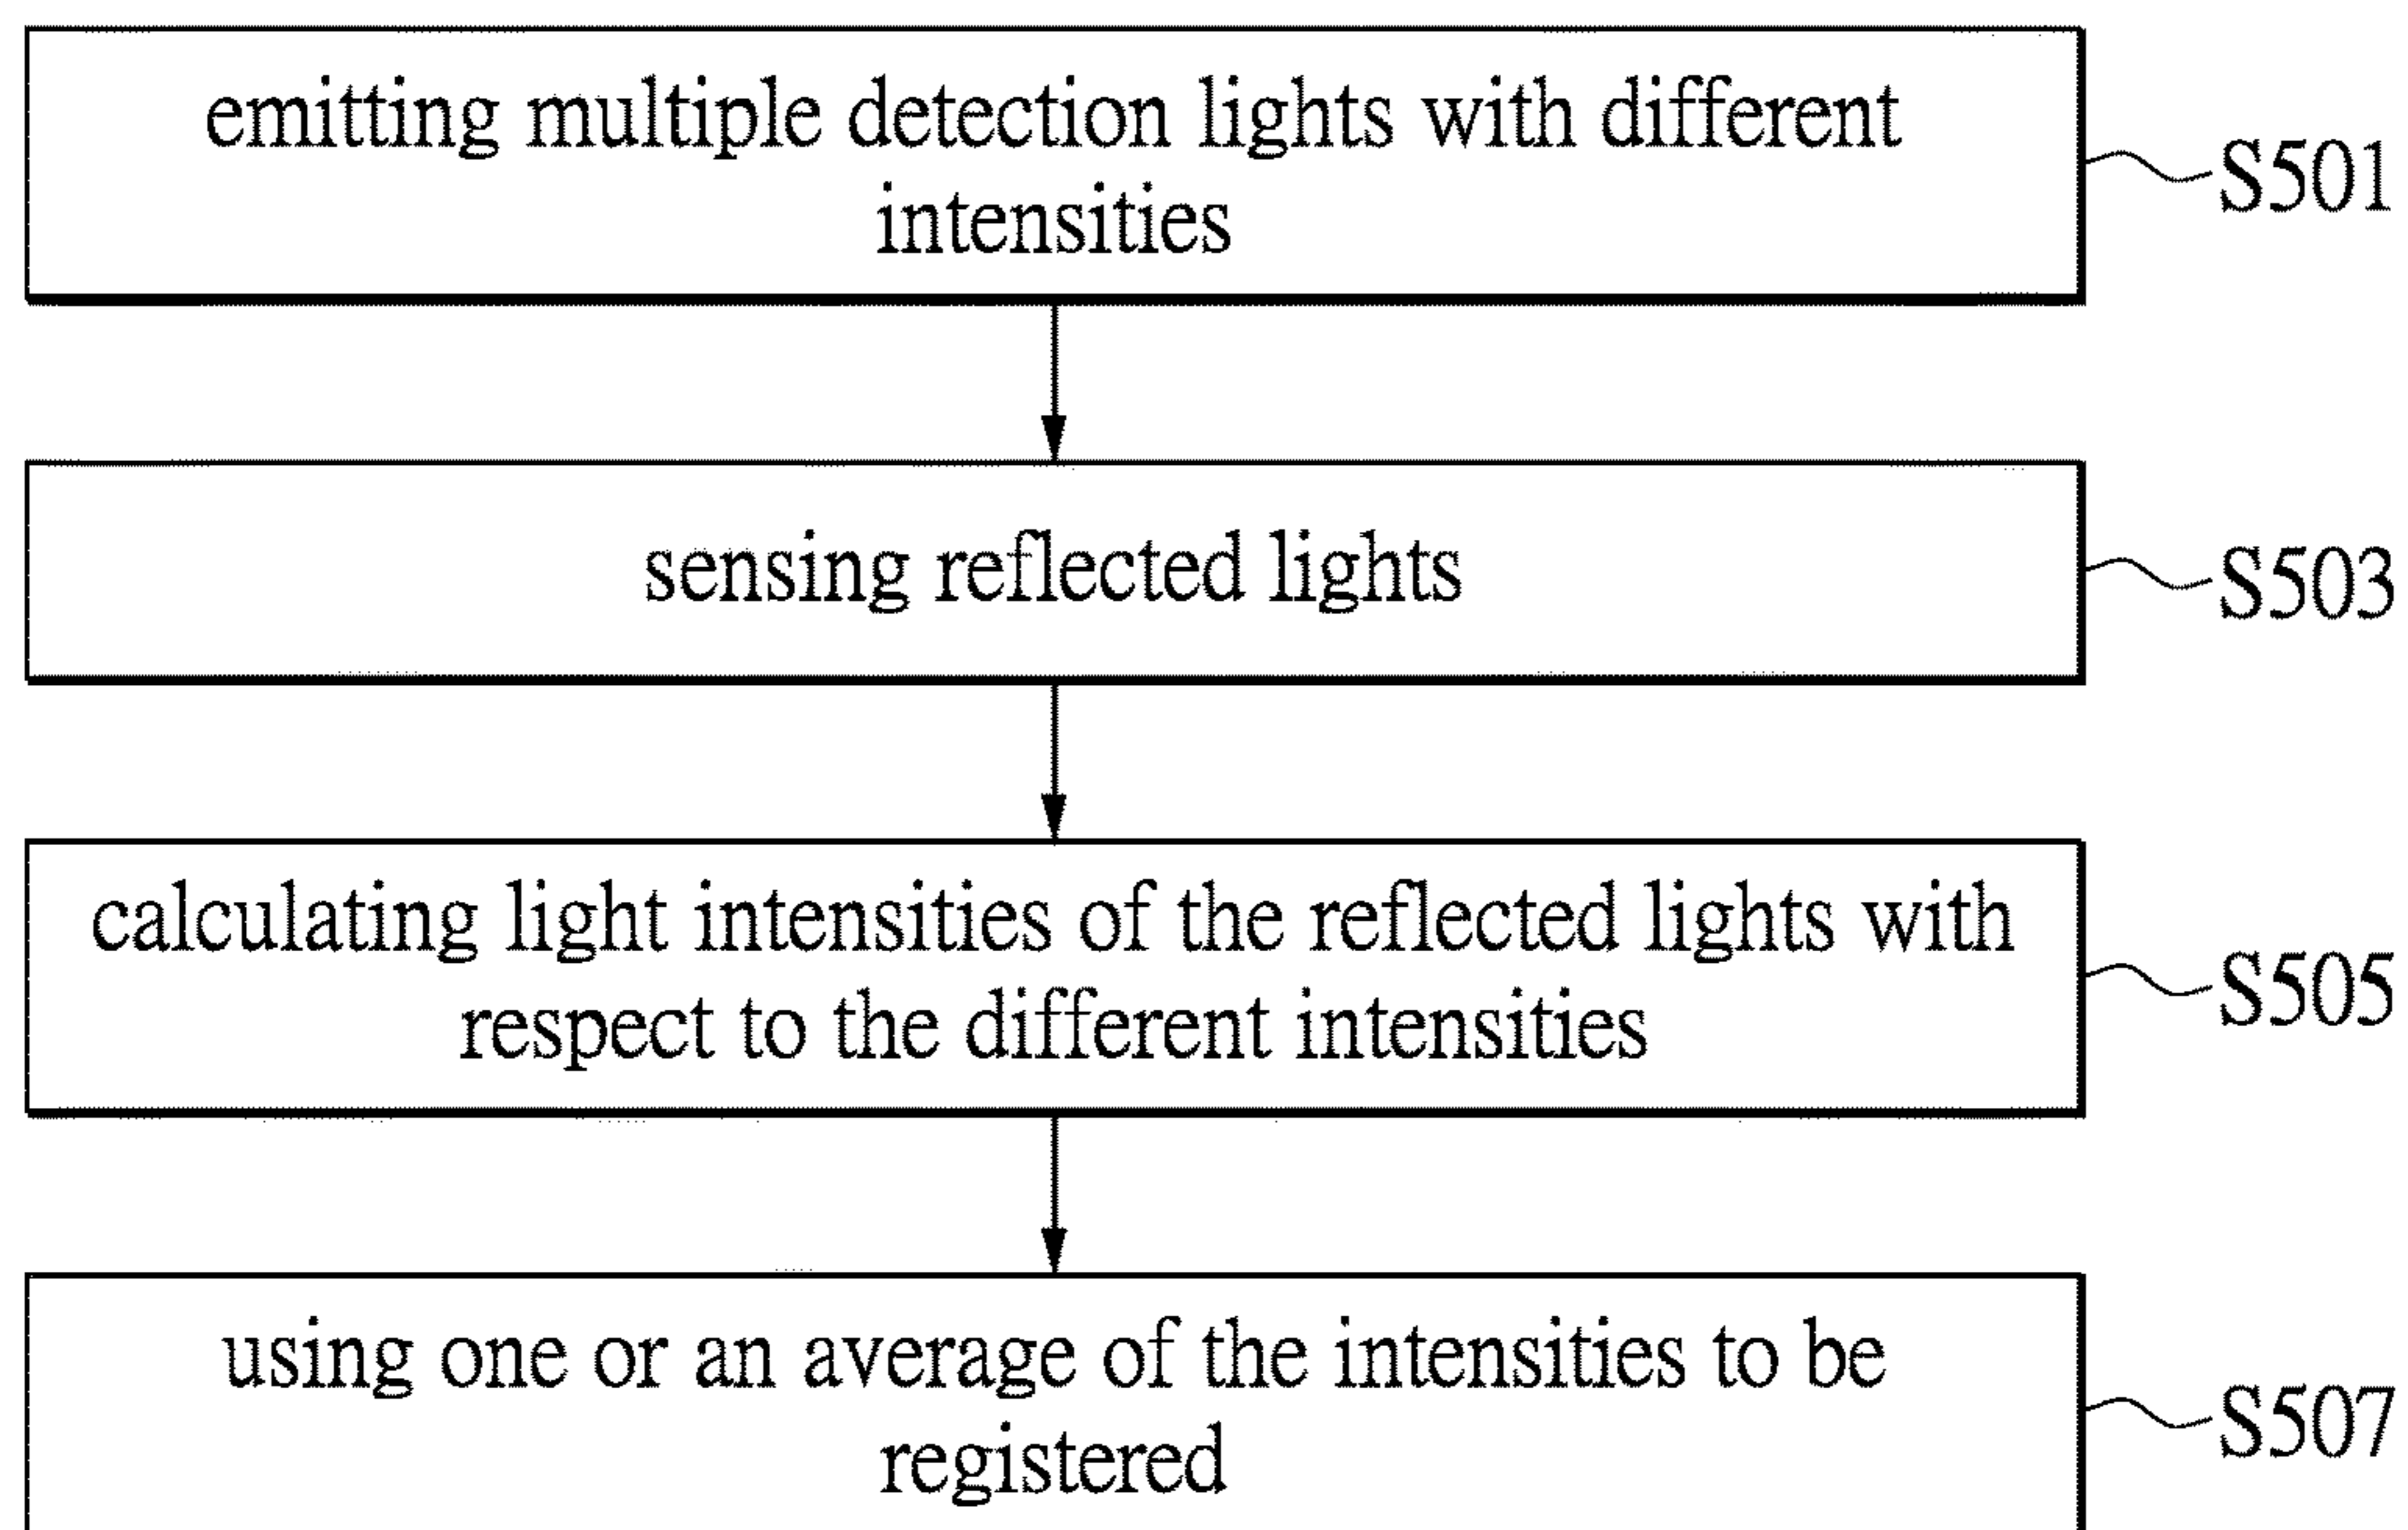 emitting multiple detection lights with different
intensities
S501
sensing reflected lights
S503
calculating light intensities of the reflected lights with
respect to the different intensities
S505
using one or an average of the intensities to be
registered
S507